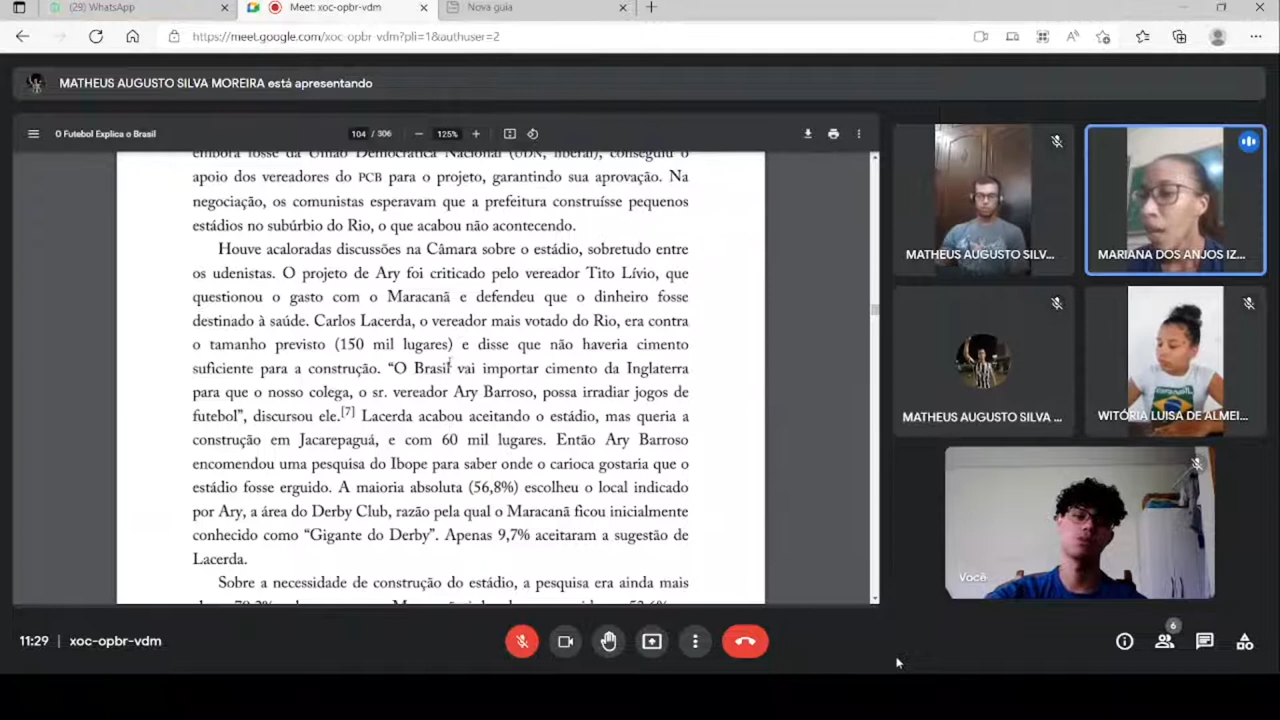 (29) WhatsApp
Meet: xoc-opbr-vdm
Nova guia
https://meet.google.com/xoc-opbr-vdm?pli=1&authuser=2
MATHEUS AUGUSTO SILVA MOREIRA está apresentando
O Futebol Explica o Brasil
104 / 306
125%
embora fosse da União Democrática Nacional (UDN, liberal), conseguiu o
apoio dos vereadores do PCB para o projeto, garantindo sua aprovação. Na
negociação, os comunistas esperavam que a prefeitura construísse pequenos
estádios no subúrbio do Rio, o que acabou não acontecendo.
Houve acaloradas discussões na Câmara sobre o estádio, sobretudo entre
os udenistas. O projeto de Ary foi criticado pelo vereador Tito Lívio, que
questionou o gasto com o Maracanã e defendeu que o dinheiro fosse
destinado à saúde. Carlos Lacerda, o vereador mais votado do Rio, era contra
o tamanho previsto (150 mil lugares) e disse que não haveria cimento
suficiente para a construção. “O Brasil vai importar cimento da Inglaterra
para que o nosso colega, o sr. vereador Ary Barroso, possa irradiar jogos de
futebol”, discursou ele.[7] Lacerda acabou aceitando o estádio, mas queria a
construção em Jacarepaguá, e com 60 mil lugares. Então Ary Barroso
encomendou uma pesquisa do Ibope para saber onde o carioca gostaria que o
estádio fosse erguido. A maioria absoluta (56,8%) escolheu o local indicado
por Ary, a área do Derby Club, razão pela qual o Maracanã ficou inicialmente
conhecido como “Gigante do Derby”. Apenas 9,7% aceitaram a sugestão de
Lacerda.
Sobre a necessidade de construção do estádio, a pesquisa era ainda mais
MATHEUS AUGUSTO SILV...
MARIANA DOS ANJOS IZ...
MATHEUS AUGUSTO SILVA ...
WITÓRIA LUISA DE ALMEI...
Você
11:29 | xoc-opbr-vdm
6